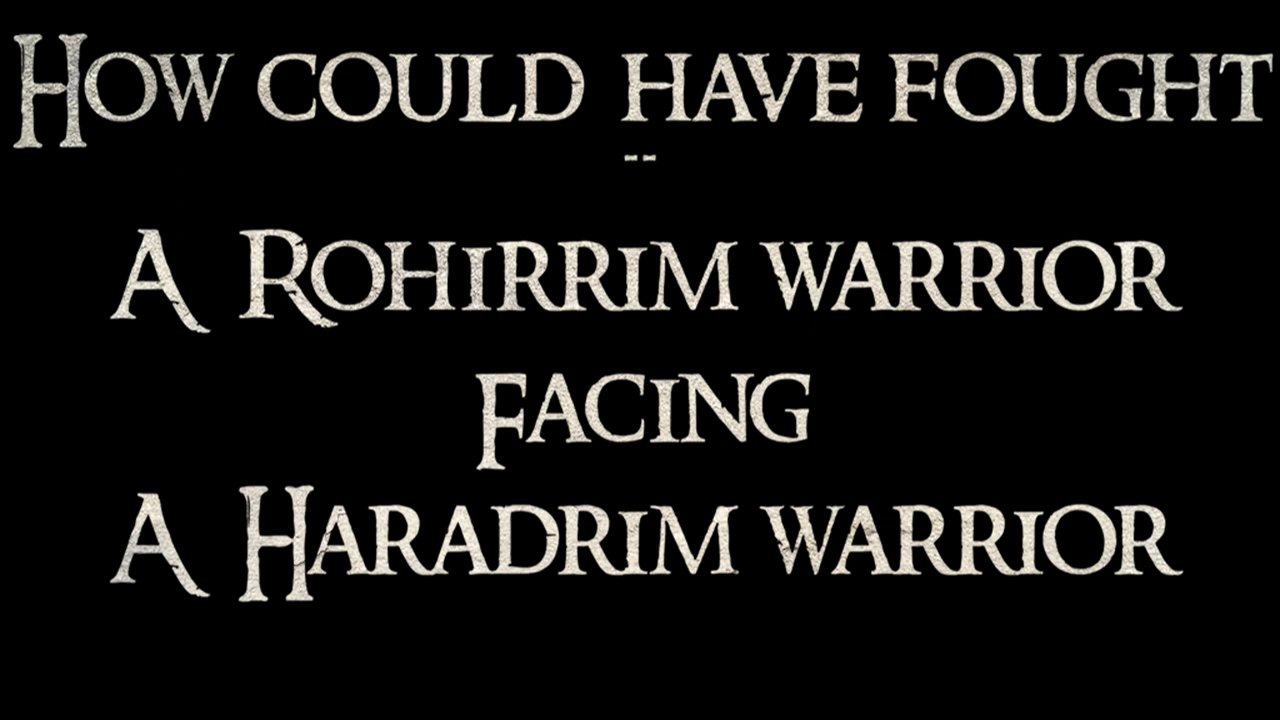 How could have fought
--
A Rohirrim warrior
Facing
A Haradrim warrior